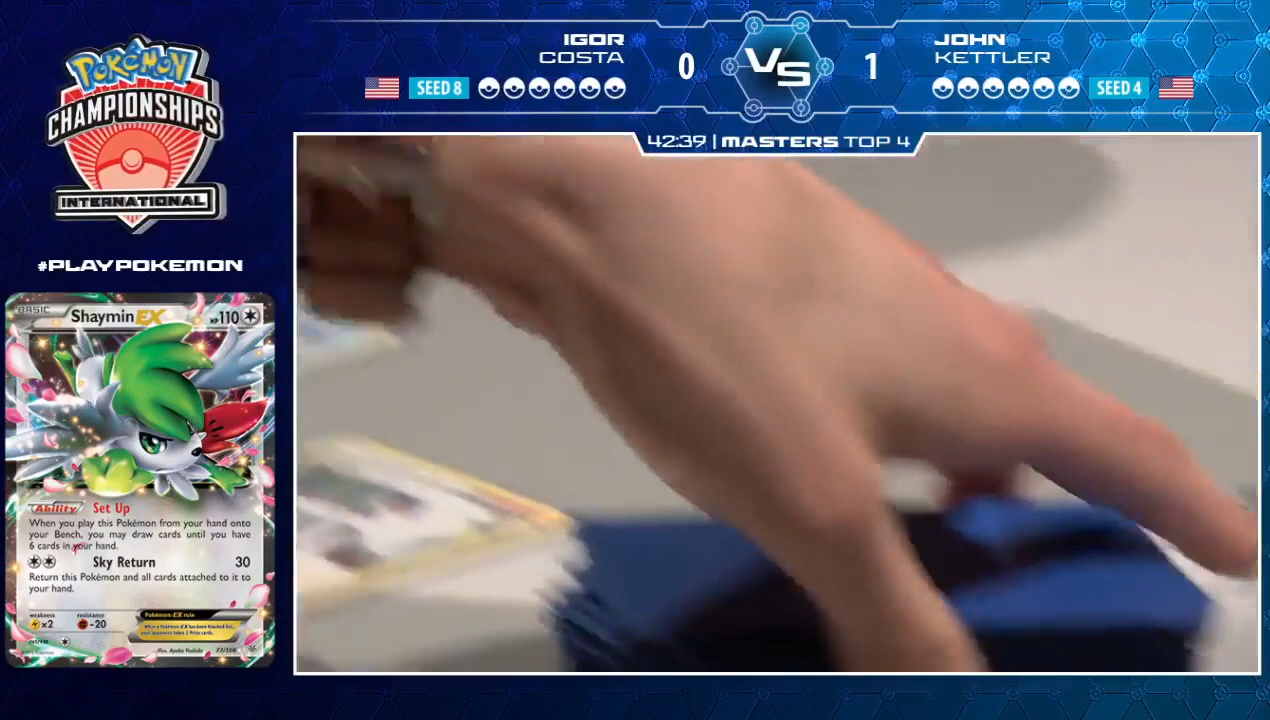 Pokémon
CHAMPIONSHIPS
INTERNATIONAL
#PLAYPOKEMON
IGOR
COSTA
SEED 8
0
VS
1
JOHN
KETTLER
SEED 4
42:39 | MASTERS TOP 4
BASIC
Shaymin EX
HP110
Ability Set Up
When you play this Pokémon from your hand onto
your Bench, you may draw cards until you have
6 cards in your hand.
Sky Return 30
Return this Pokémon and all cards attached to it to
your hand.
weakness
resistance
Pokémon-EX rule
×2
-20
77/108